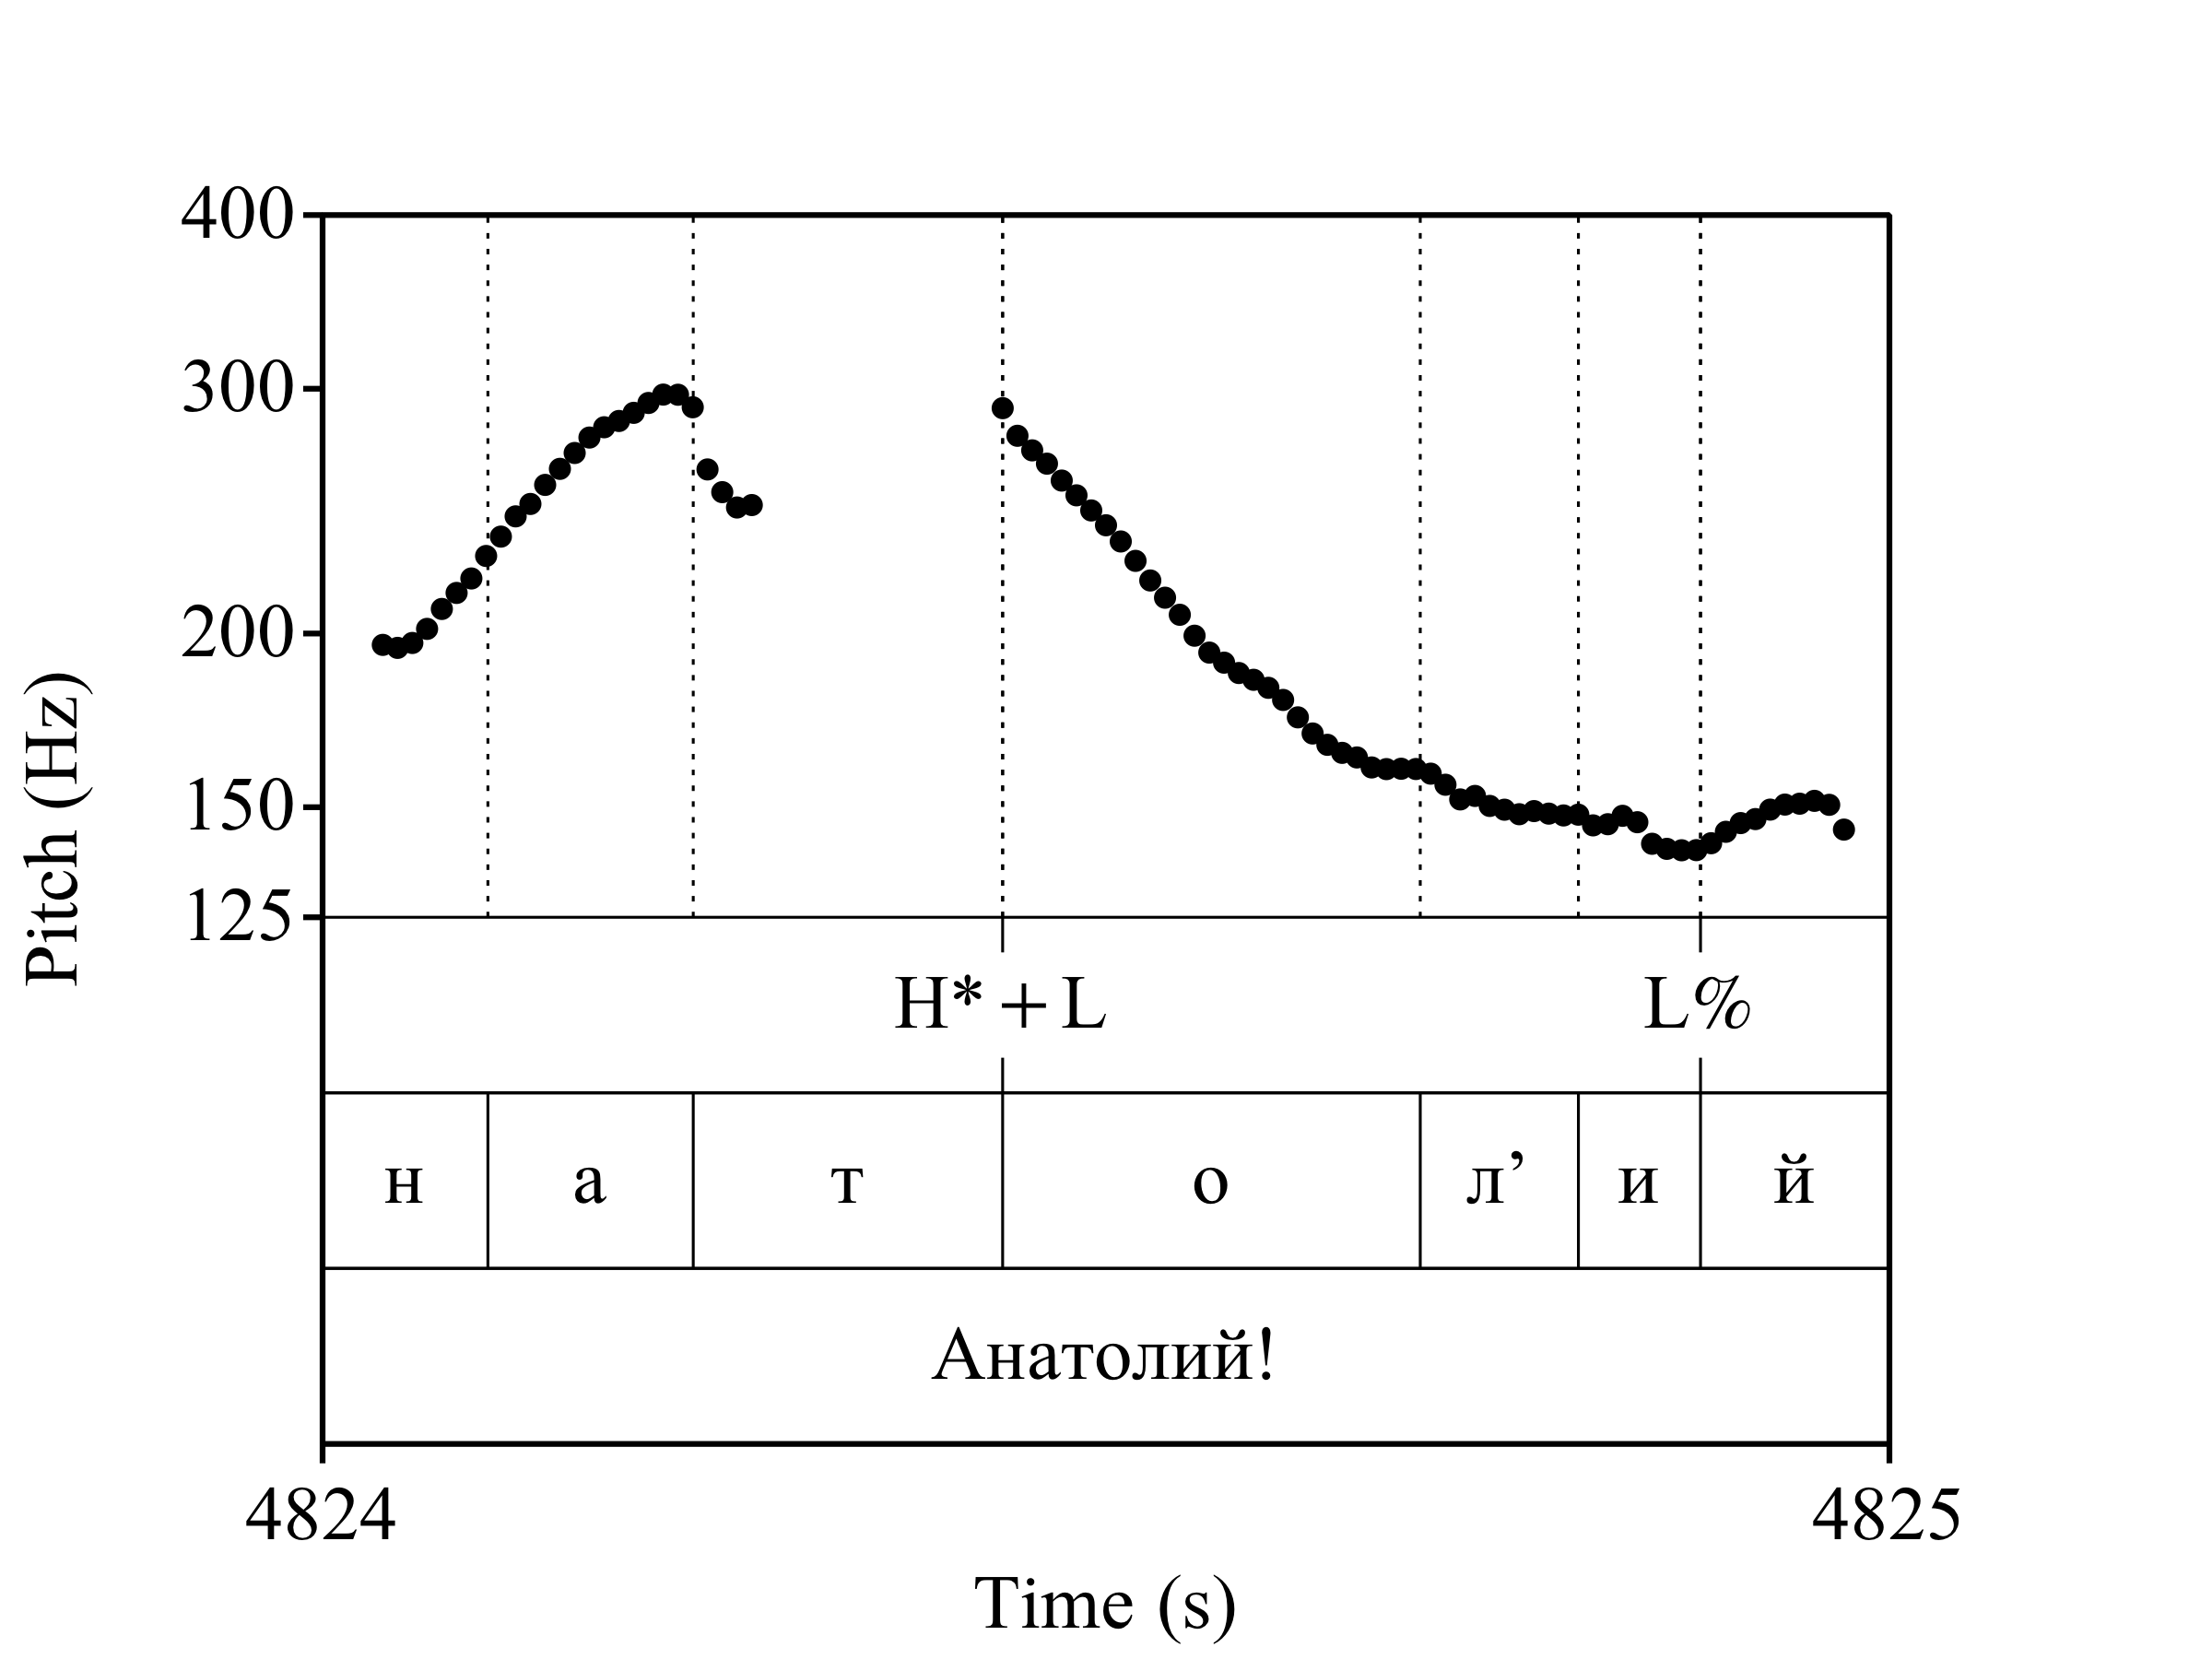 400
300
200
150
125
Pitch (Hz)
H* + L L%
н а т о л’ и й
Анатолий!
4824 4825
Time (s)